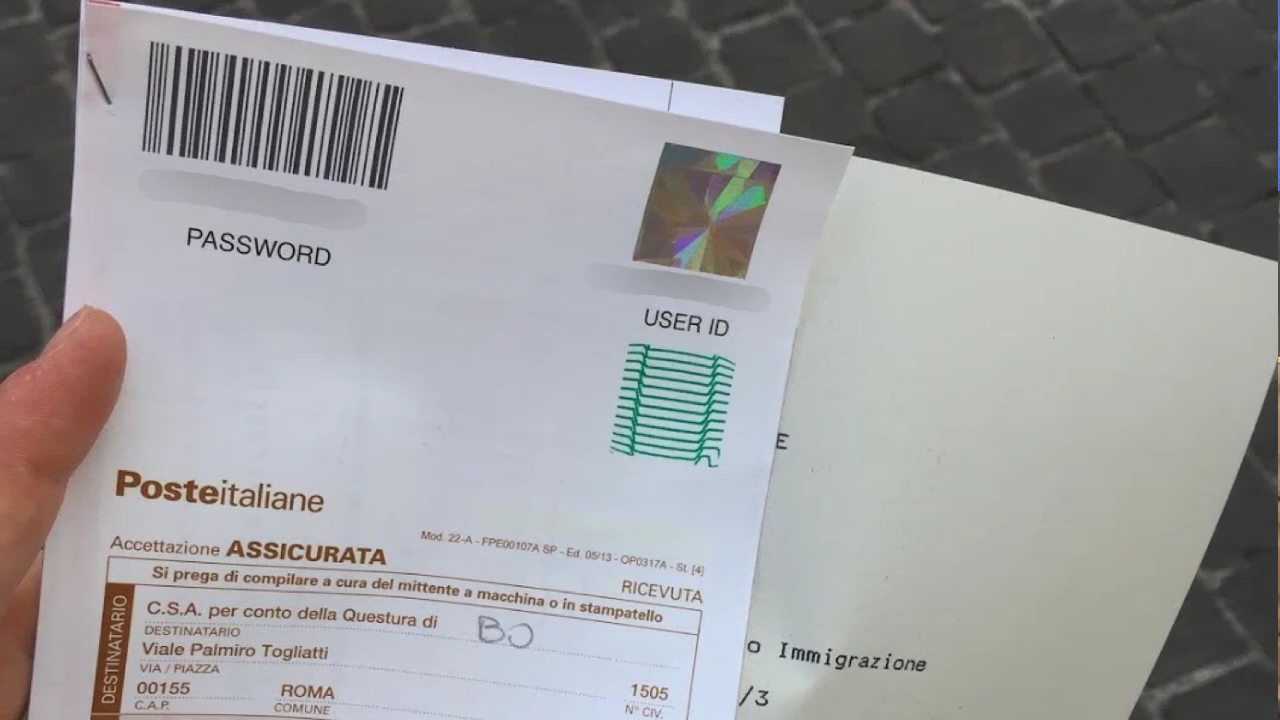 PASSWORD
USER ID
Posteitaliane
Mod. 22-A - FPE00107A SP - Ed. 05/13 - OP0317A - St. [4]
Accettazione ASSICURATA
RICEVUTA
Si prega di compilare a cura del mittente a macchina o in stampatello
DESTINATARIO
C.S.A. per conto della Questura di BO
DESTINATARIO
Viale Palmiro Togliatti
VIA / PIAZZA
00155 ROMA 1505
C.A.P. COMUNE N° CIV.
E
o Immigrazione
/3